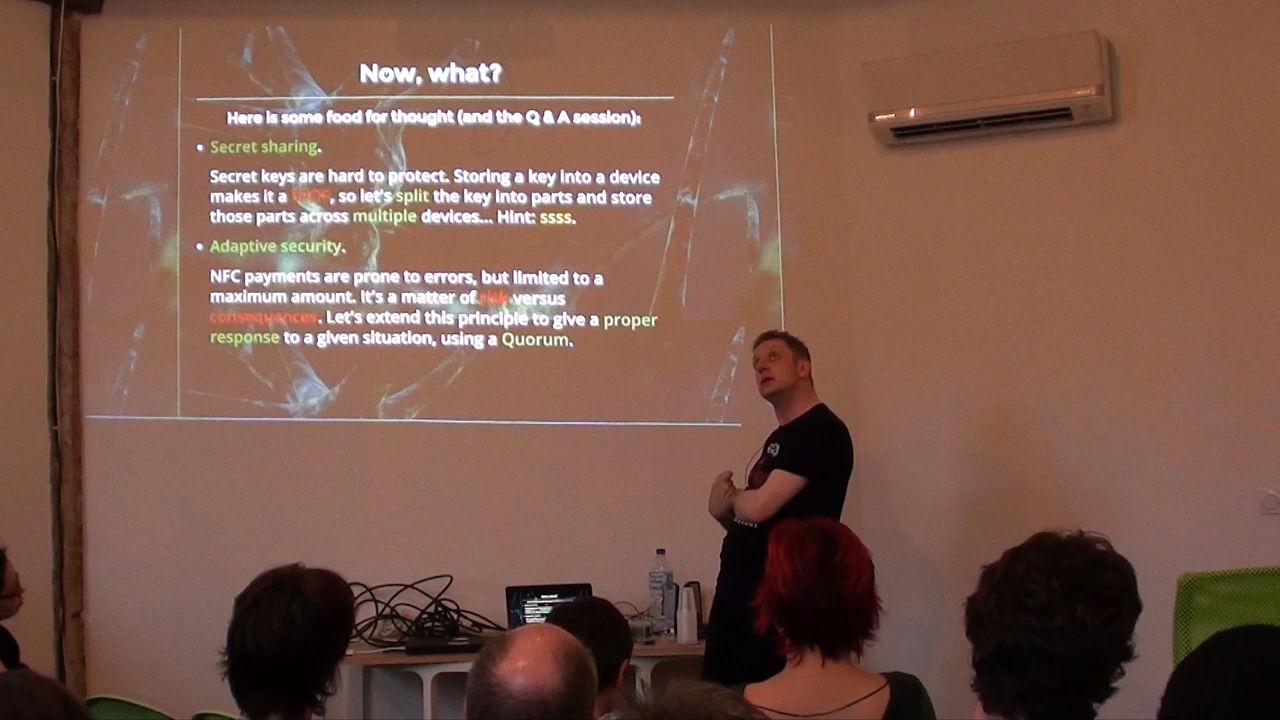 Now, what?
Here is some food for thought (and the Q & A session):
• Secret sharing.
Secret keys are hard to protect. Storing a key into a device
makes it a SPOF, so let's split the key into parts and store
those parts across multiple devices... Hint: ssss.
• Adaptive security.
NFC payments are prone to errors, but limited to a
maximum amount. It's a matter of risk versus
consequences. Let's extend this principle to give a proper
response to a given situation, using a Quorum.